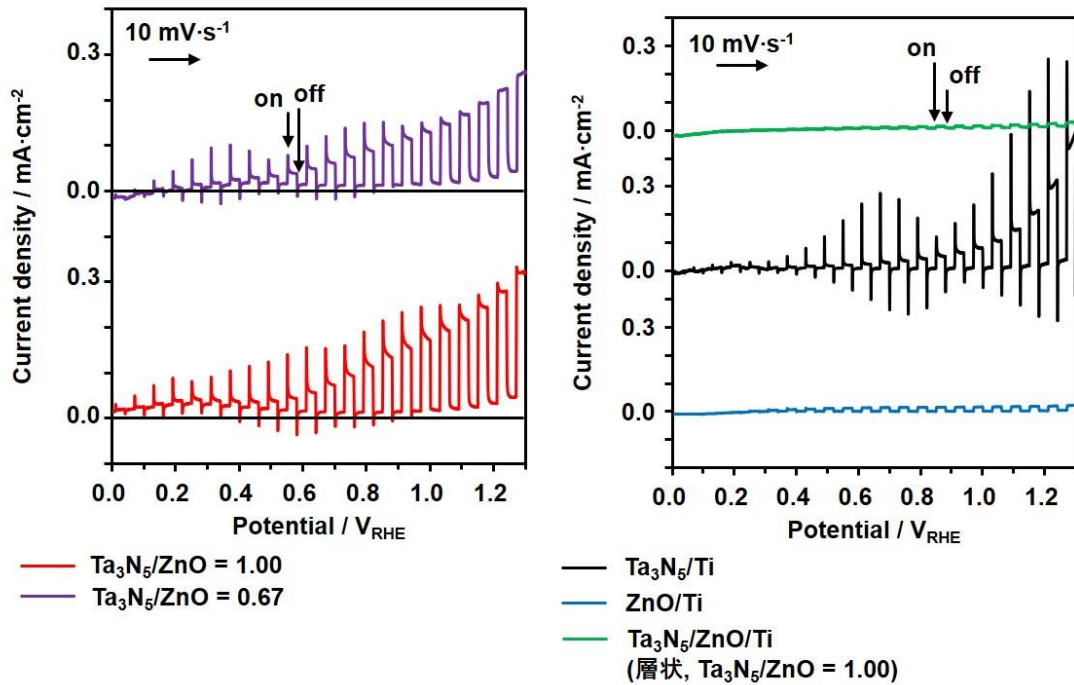 10 mV·s-1
on
off
0.3
0.0
0.3
0.0
Current density / mA·cm-2
0.0 0.2 0.4 0.6 0.8 1.0 1.2
Potential / VRHE
Ta3N5/ZnO = 1.00
Ta3N5/ZnO = 0.67
10 mV·s-1
on
off
0.3
0.0
0.3
0.0
0.3
0.0
Current density / mA·cm-2
0.0 0.2 0.4 0.6 0.8 1.0 1.2
Potential / VRHE
Ta3N5/Ti
ZnO/Ti
Ta3N5/ZnO/Ti
(層状, Ta3N5/ZnO = 1.00)